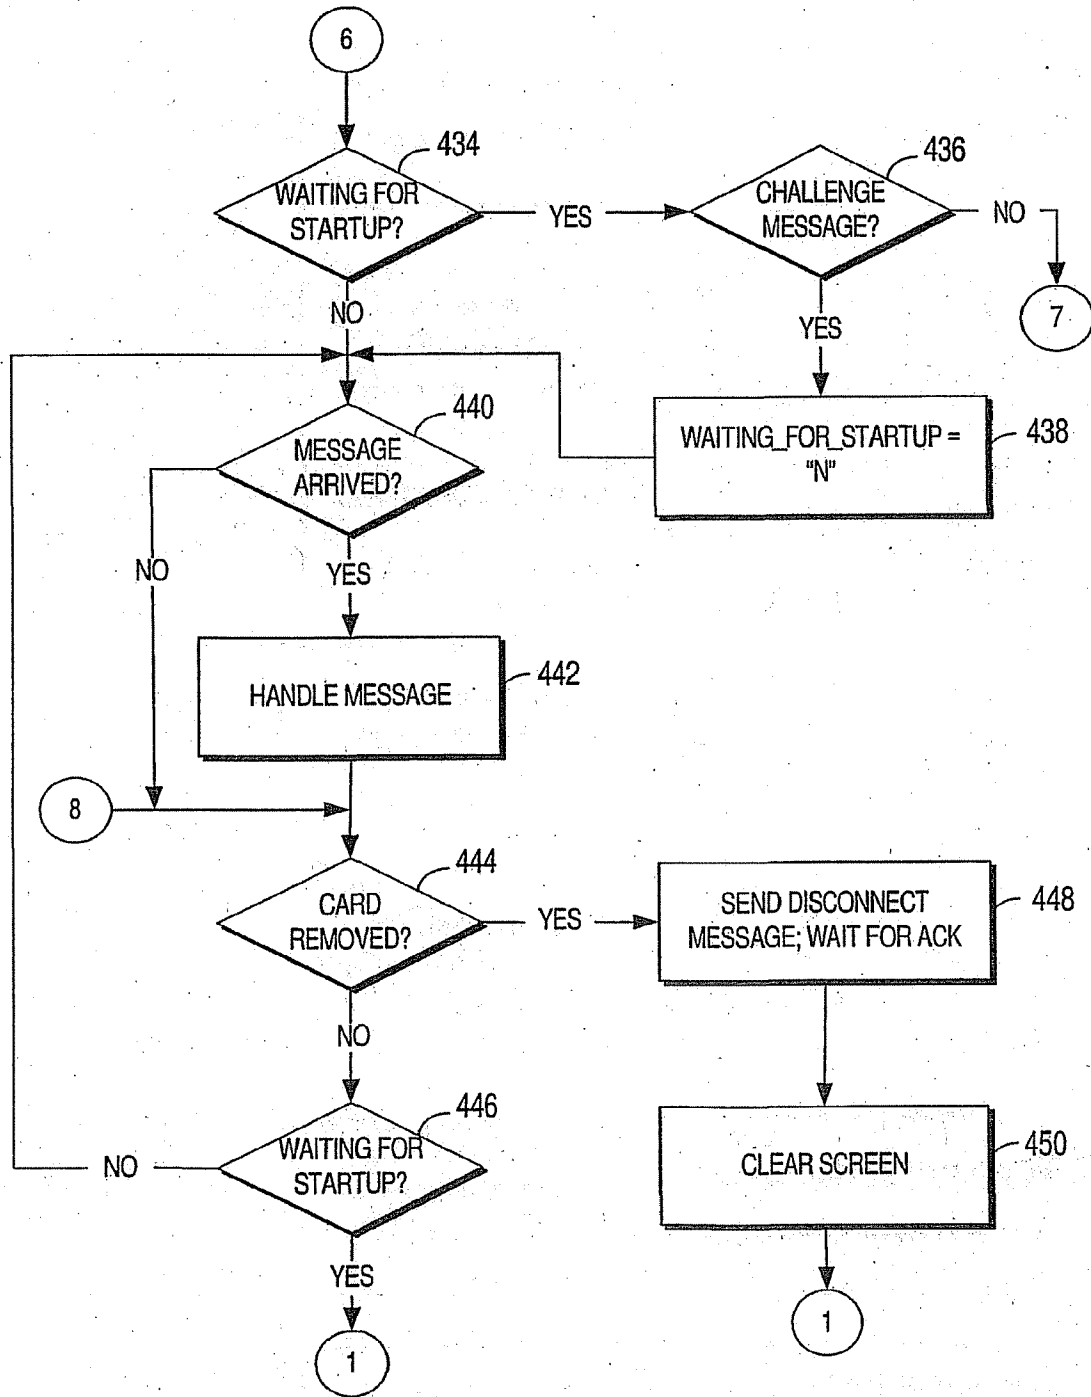 6
434
WAITING FOR
STARTUP?
YES
436
CHALLENGE
MESSAGE?
NO
7
NO
YES
440
MESSAGE
ARRIVED?
WAITING_FOR_STARTUP =
"N"
438
NO
YES
HANDLE MESSAGE
442
8
444
CARD
REMOVED?
YES
SEND DISCONNECT
MESSAGE; WAIT FOR ACK
448
NO
446
WAITING FOR
STARTUP?
NO
CLEAR SCREEN
450
YES
1
1